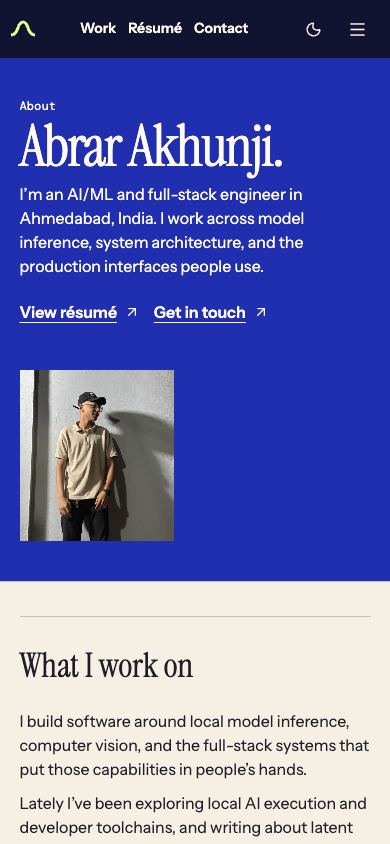 Work Résumé Contact
About
Abrar Akhunji.
I’m an AI/ML and full-stack engineer in
Ahmedabad, India. I work across model
inference, system architecture, and the
production interfaces people use.
View résumé ↗ Get in touch ↗
What I work on
I build software around local model inference,
computer vision, and the full-stack systems that
put those capabilities in people’s hands.
Lately I’ve been exploring local AI execution and
developer toolchains, and writing about latent